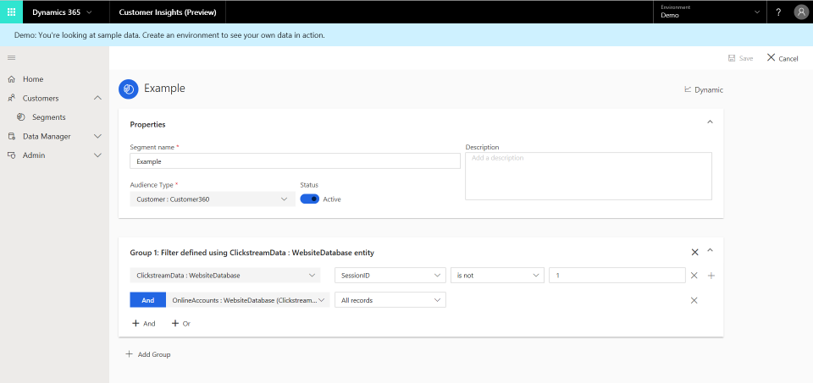 Dynamics 365 Customer Insights (Preview) Environment Demo ?
Demo: You're looking at sample data. Create an environment to see your own data in action.
Save Cancel
Home
Customers
Segments
Data Manager
Admin
Example Dynamic
Properties
Segment name * Description
Example Add a description
Audience Type * Status
Customer : Customer360 Active
Group 1: Filter defined using ClickstreamData : WebsiteDatabase entity
ClickstreamData : WebsiteDatabase SessionID is not 1
And OnlineAccounts : WebsiteDatabase (Clickstream... All records
+ And + Or
+ Add Group